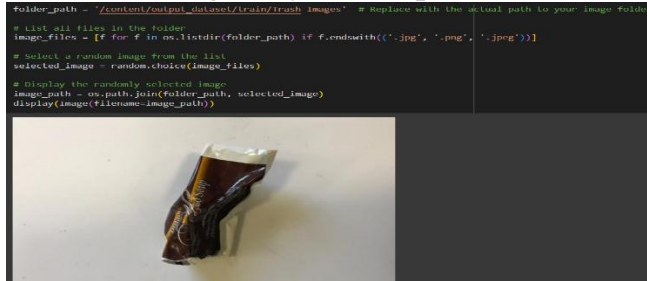 folder_path = '/content/output_dataset/train/Trash Images' # Replace with the actual path to your image folde
# List all files in the folder
image_files = [f for f in os.listdir(folder_path) if f.endswith(('.jpg', '.png', '.jpeg'))]
# Select a random image from the list
selected_image = random.choice(image_files)
# Display the randomly selected image
image_path = os.path.join(folder_path, selected_image)
display(Image(filename=image_path))